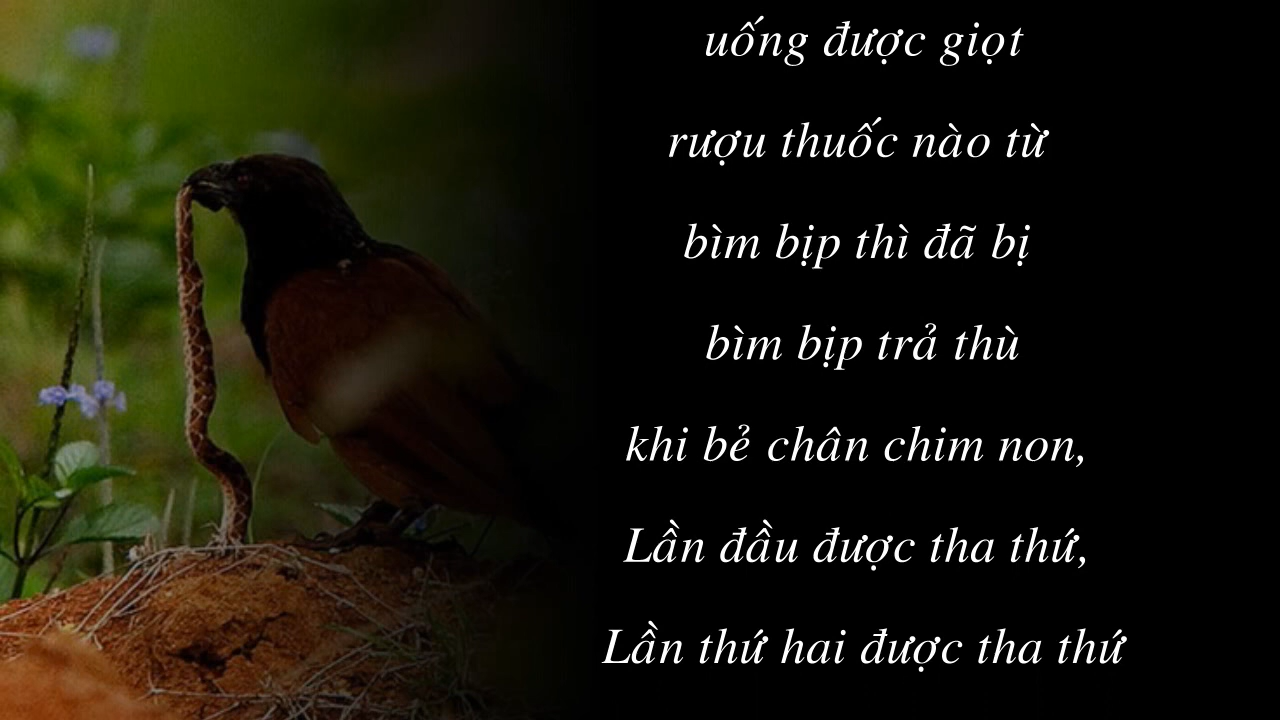 uống được giọt
rượu thuốc nào từ
bìm bịp thì đã bị
bìm bịp trả thù
khi bẻ chân chim non,
Lần đầu được tha thứ,
Lần thứ hai được tha thứ